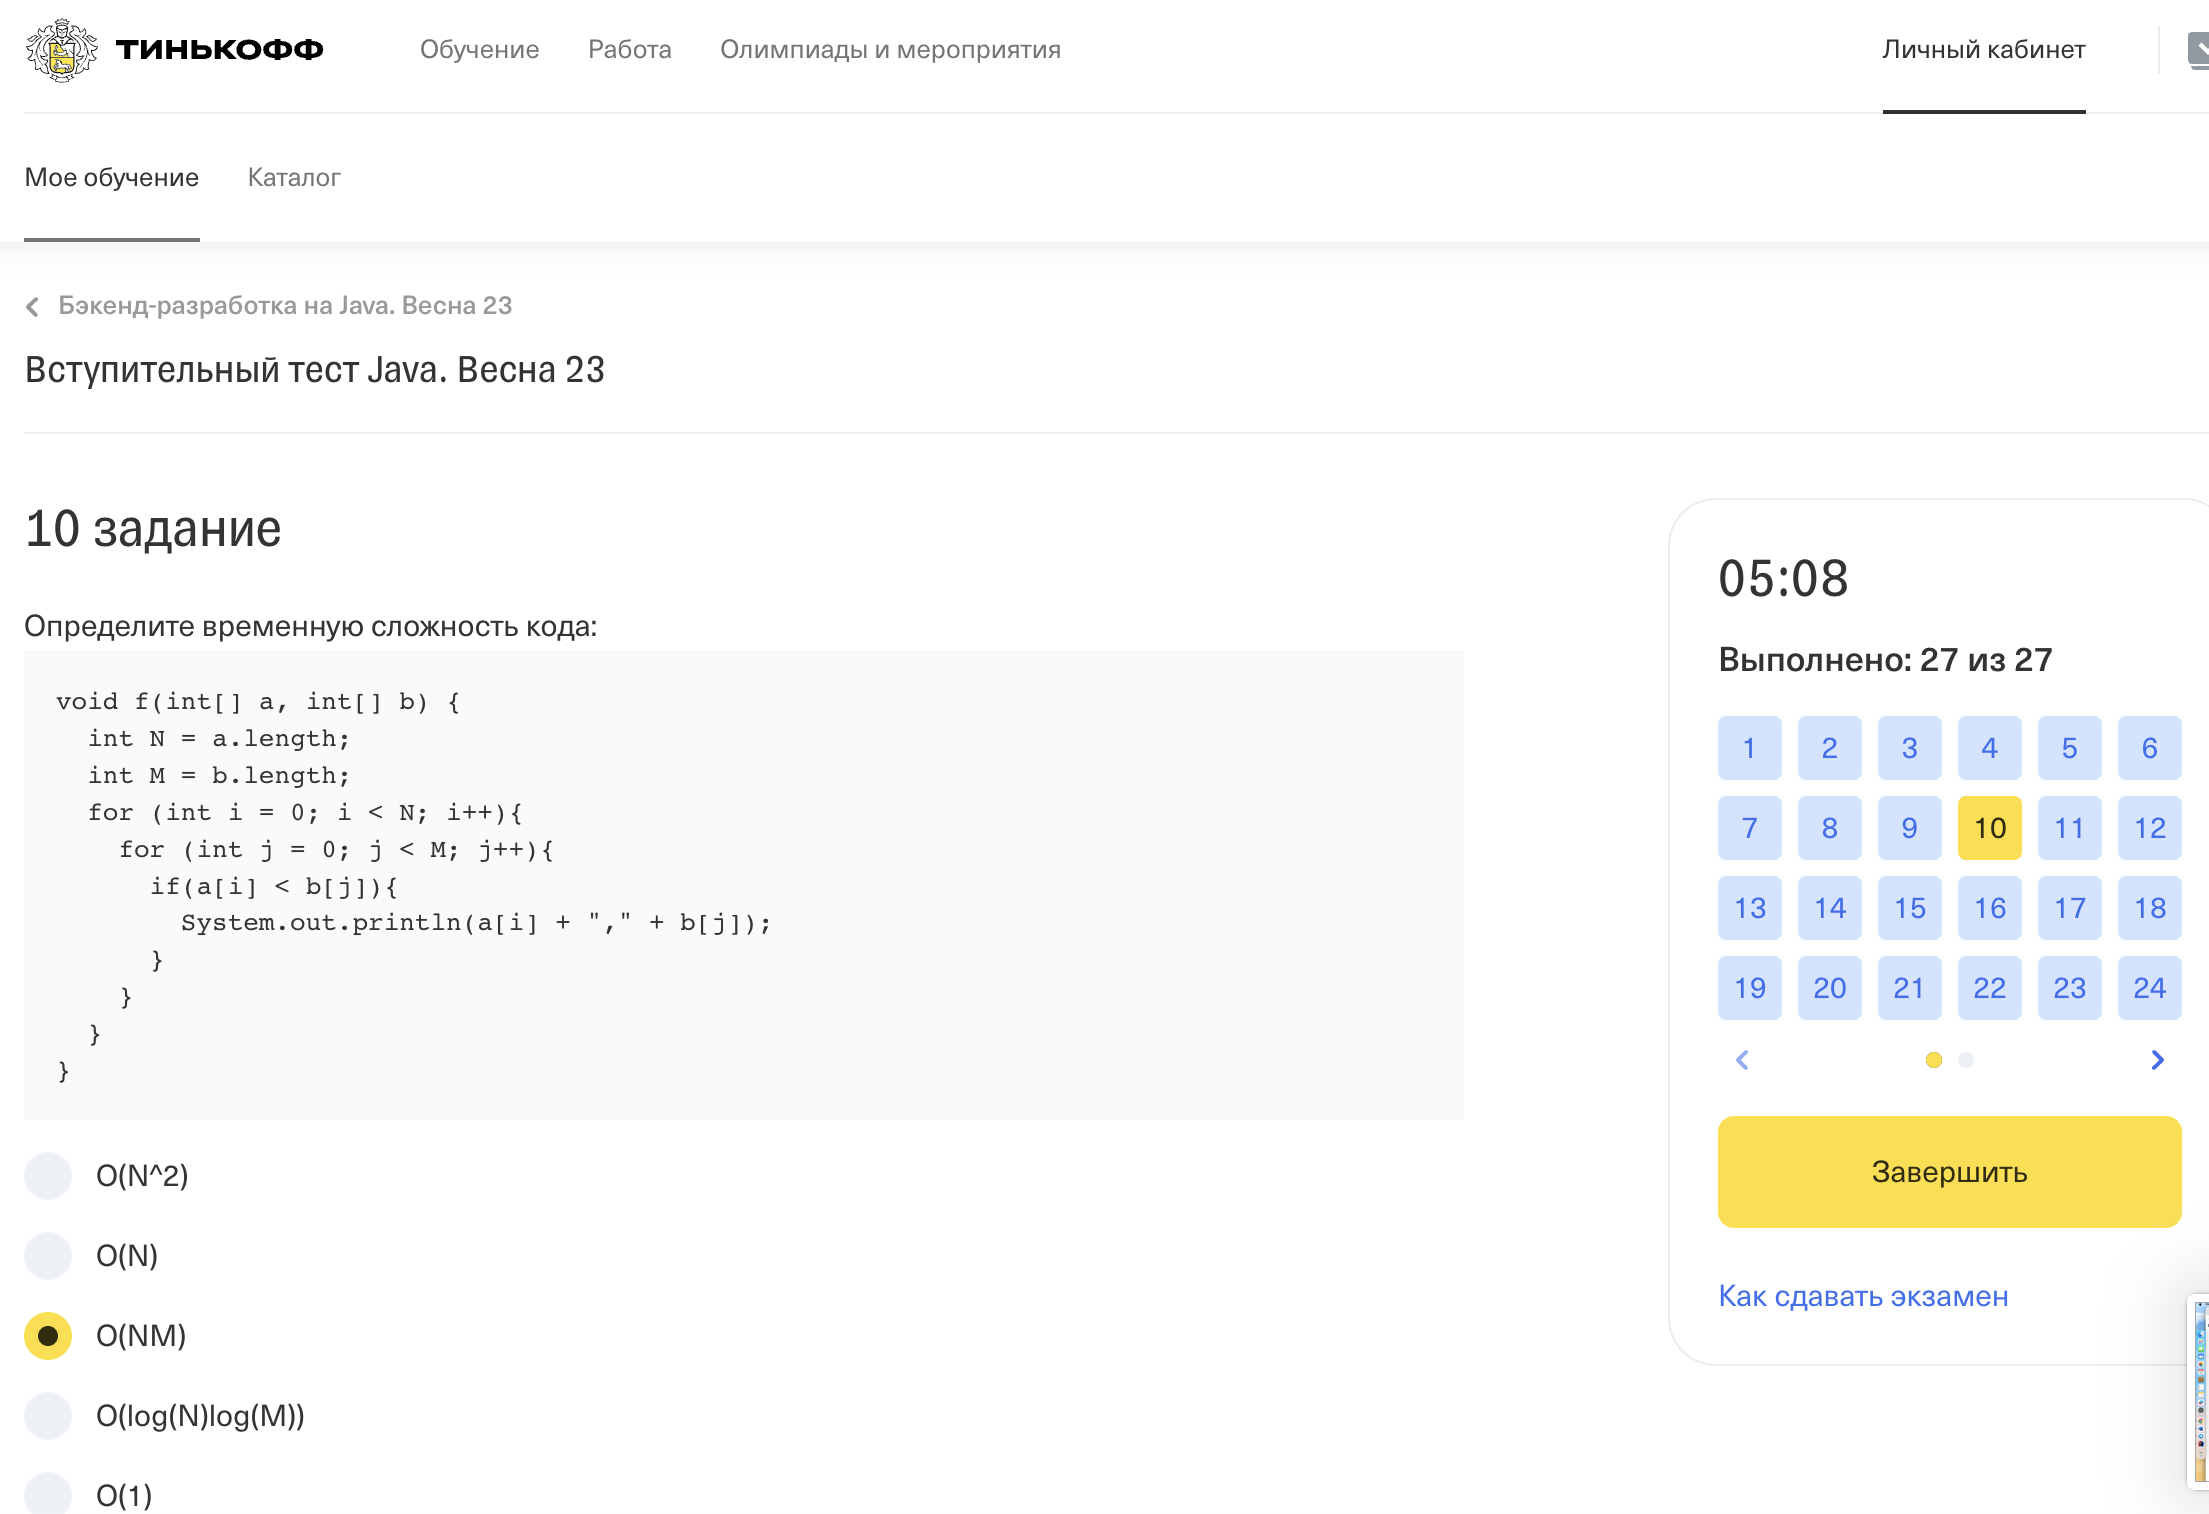 ТИНЬКОФФ
Обучение
Работа
Олимпиады и мероприятия
Личный кабинет
Мое обучение
Каталог
Бэкенд-разработка на Java. Весна 23
Вступительный тест Java. Весна 23
10 задание
Определите временную сложность кода:
void f(int[] a, int[] b) {
  int N = a.length;
  int M = b.length;
  for (int i = 0; i < N; i++){
    for (int j = 0; j < M; j++){
      if(a[i] < b[j]){
        System.out.println(a[i] + "," + b[j]);
      }
    }
  }
}
O(N^2)
O(N)
O(NM)
O(log(N)log(M))
O(1)
05:08
Выполнено: 27 из 27
1 2 3 4 5 6
7 8 9 10 11 12
13 14 15 16 17 18
19 20 21 22 23 24
Завершить
Как сдавать экзамен